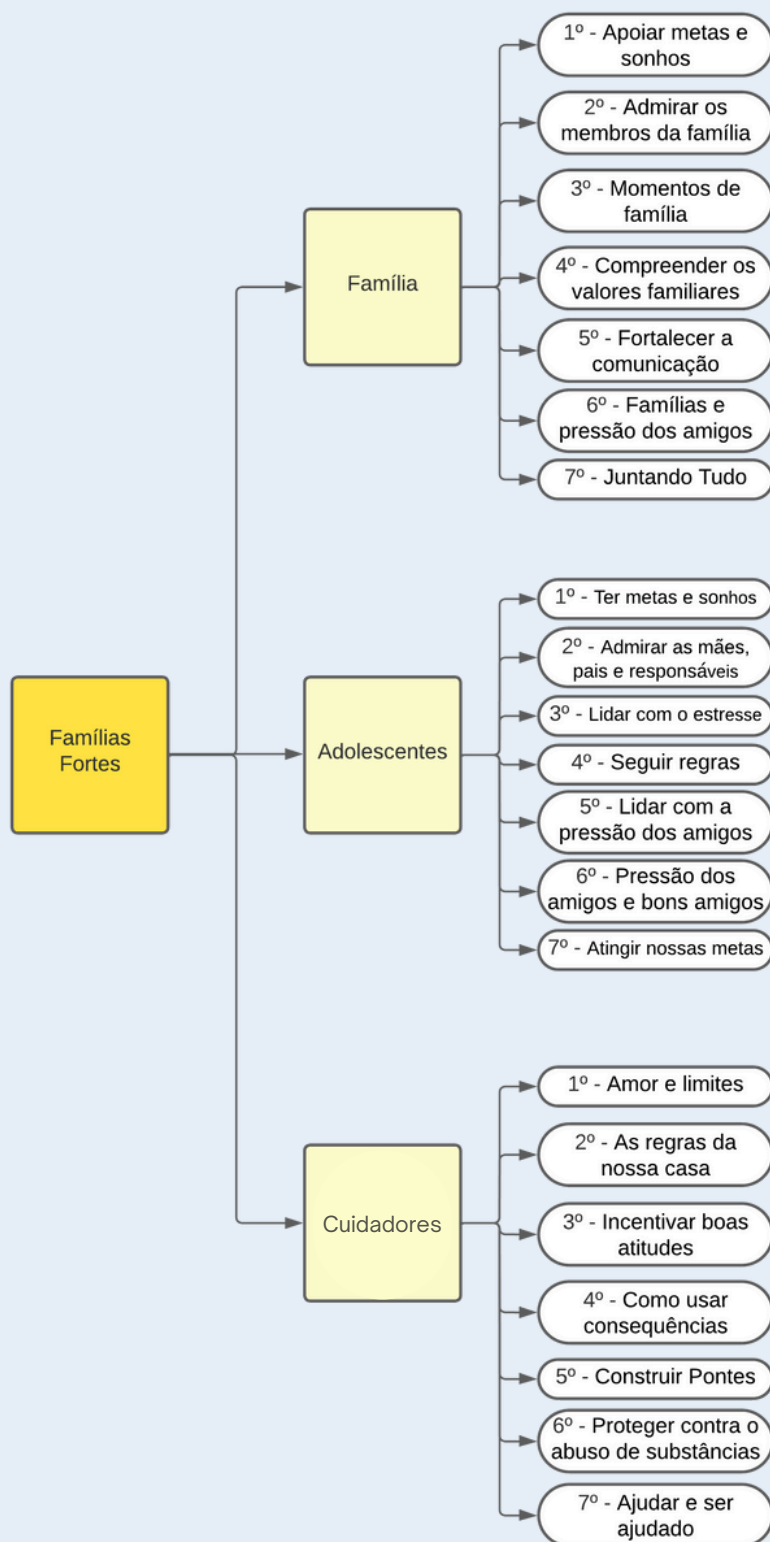 Famílias
Fortes
Família
1º - Apoiar metas e
sonhos
2º - Admirar os
membros da família
3º - Momentos de
família
4º - Compreender os
valores familiares
5º - Fortalecer a
comunicação
6º - Famílias e
pressão dos amigos
7º - Juntando Tudo
Adolescentes
1º - Ter metas e sonhos
2º - Admirar as mães,
pais e responsáveis
3º - Lidar com o estresse
4º - Seguir regras
5º - Lidar com a
pressão dos amigos
6º - Pressão dos
amigos e bons amigos
7º - Atingir nossas metas
Cuidadores
1º - Amor e limites
2º - As regras da
nossa casa
3º - Incentivar boas
atitudes
4º - Como usar
consequências
5º - Construir Pontes
6º - Proteger contra o
abuso de substâncias
7º - Ajudar e ser
ajudado